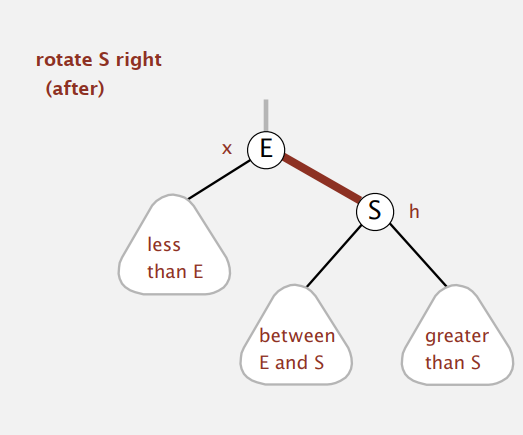 rotate S right
(after)
x
E
S
h
less
than E
between
E and S
greater
than S